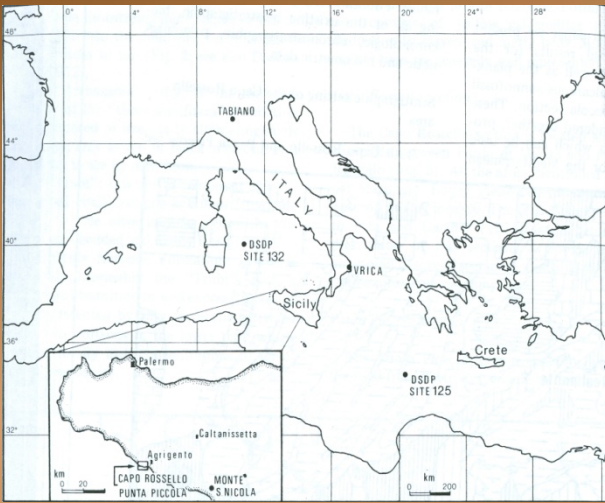 0°
4°
8°
12°
16°
20°
24°
28°
48°
44°
40°
36°
32°
TABIANO
ITALY
DSDP
SITE 132
VRICA
Sicily
Crete
DSDP
SITE 125
km
0 200
Palermo
Caltanissetta
Agrigento
CAPO ROSSELLO
PUNTA PICCOLA
MONTE
S. NICOLA
km
0 20